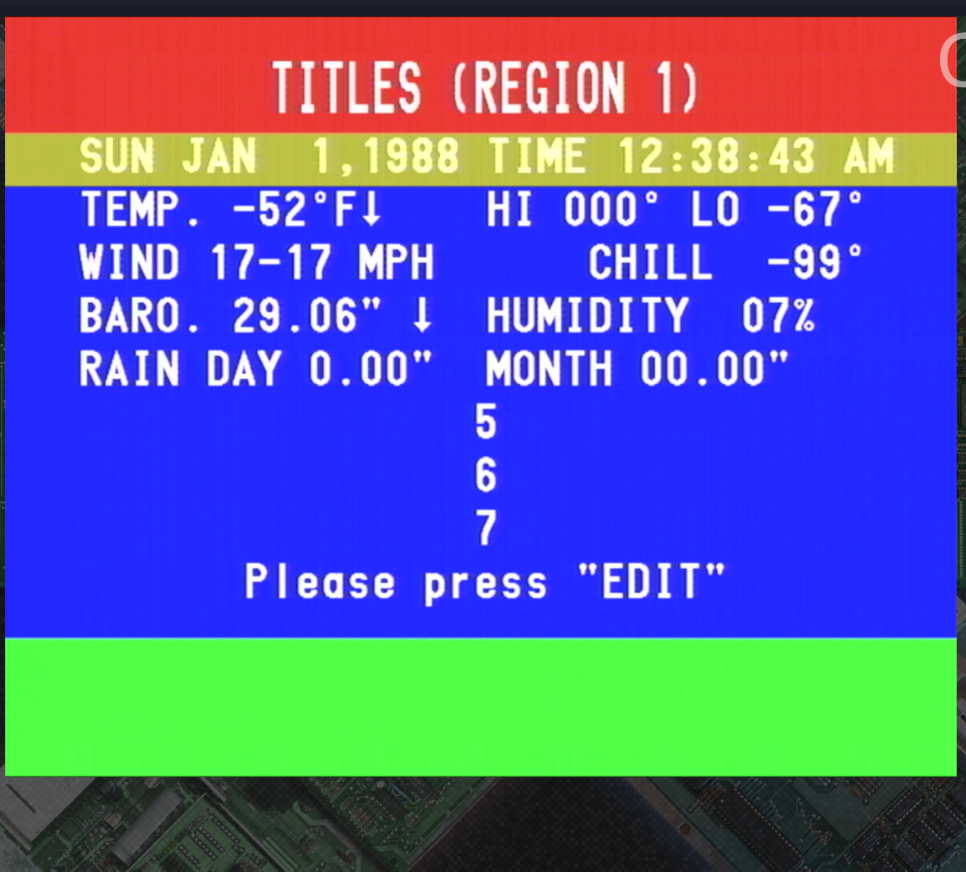 TITLES (REGION 1)
SUN JAN  1,1988 TIME 12:38:43 AM
TEMP. -52°F↓    HI 000° LO -67°
WIND 17-17 MPH      CHILL  -99°
BARO. 29.06" ↓  HUMIDITY  07%
RAIN DAY 0.00"  MONTH 00.00"
5
6
7
Please press "EDIT"